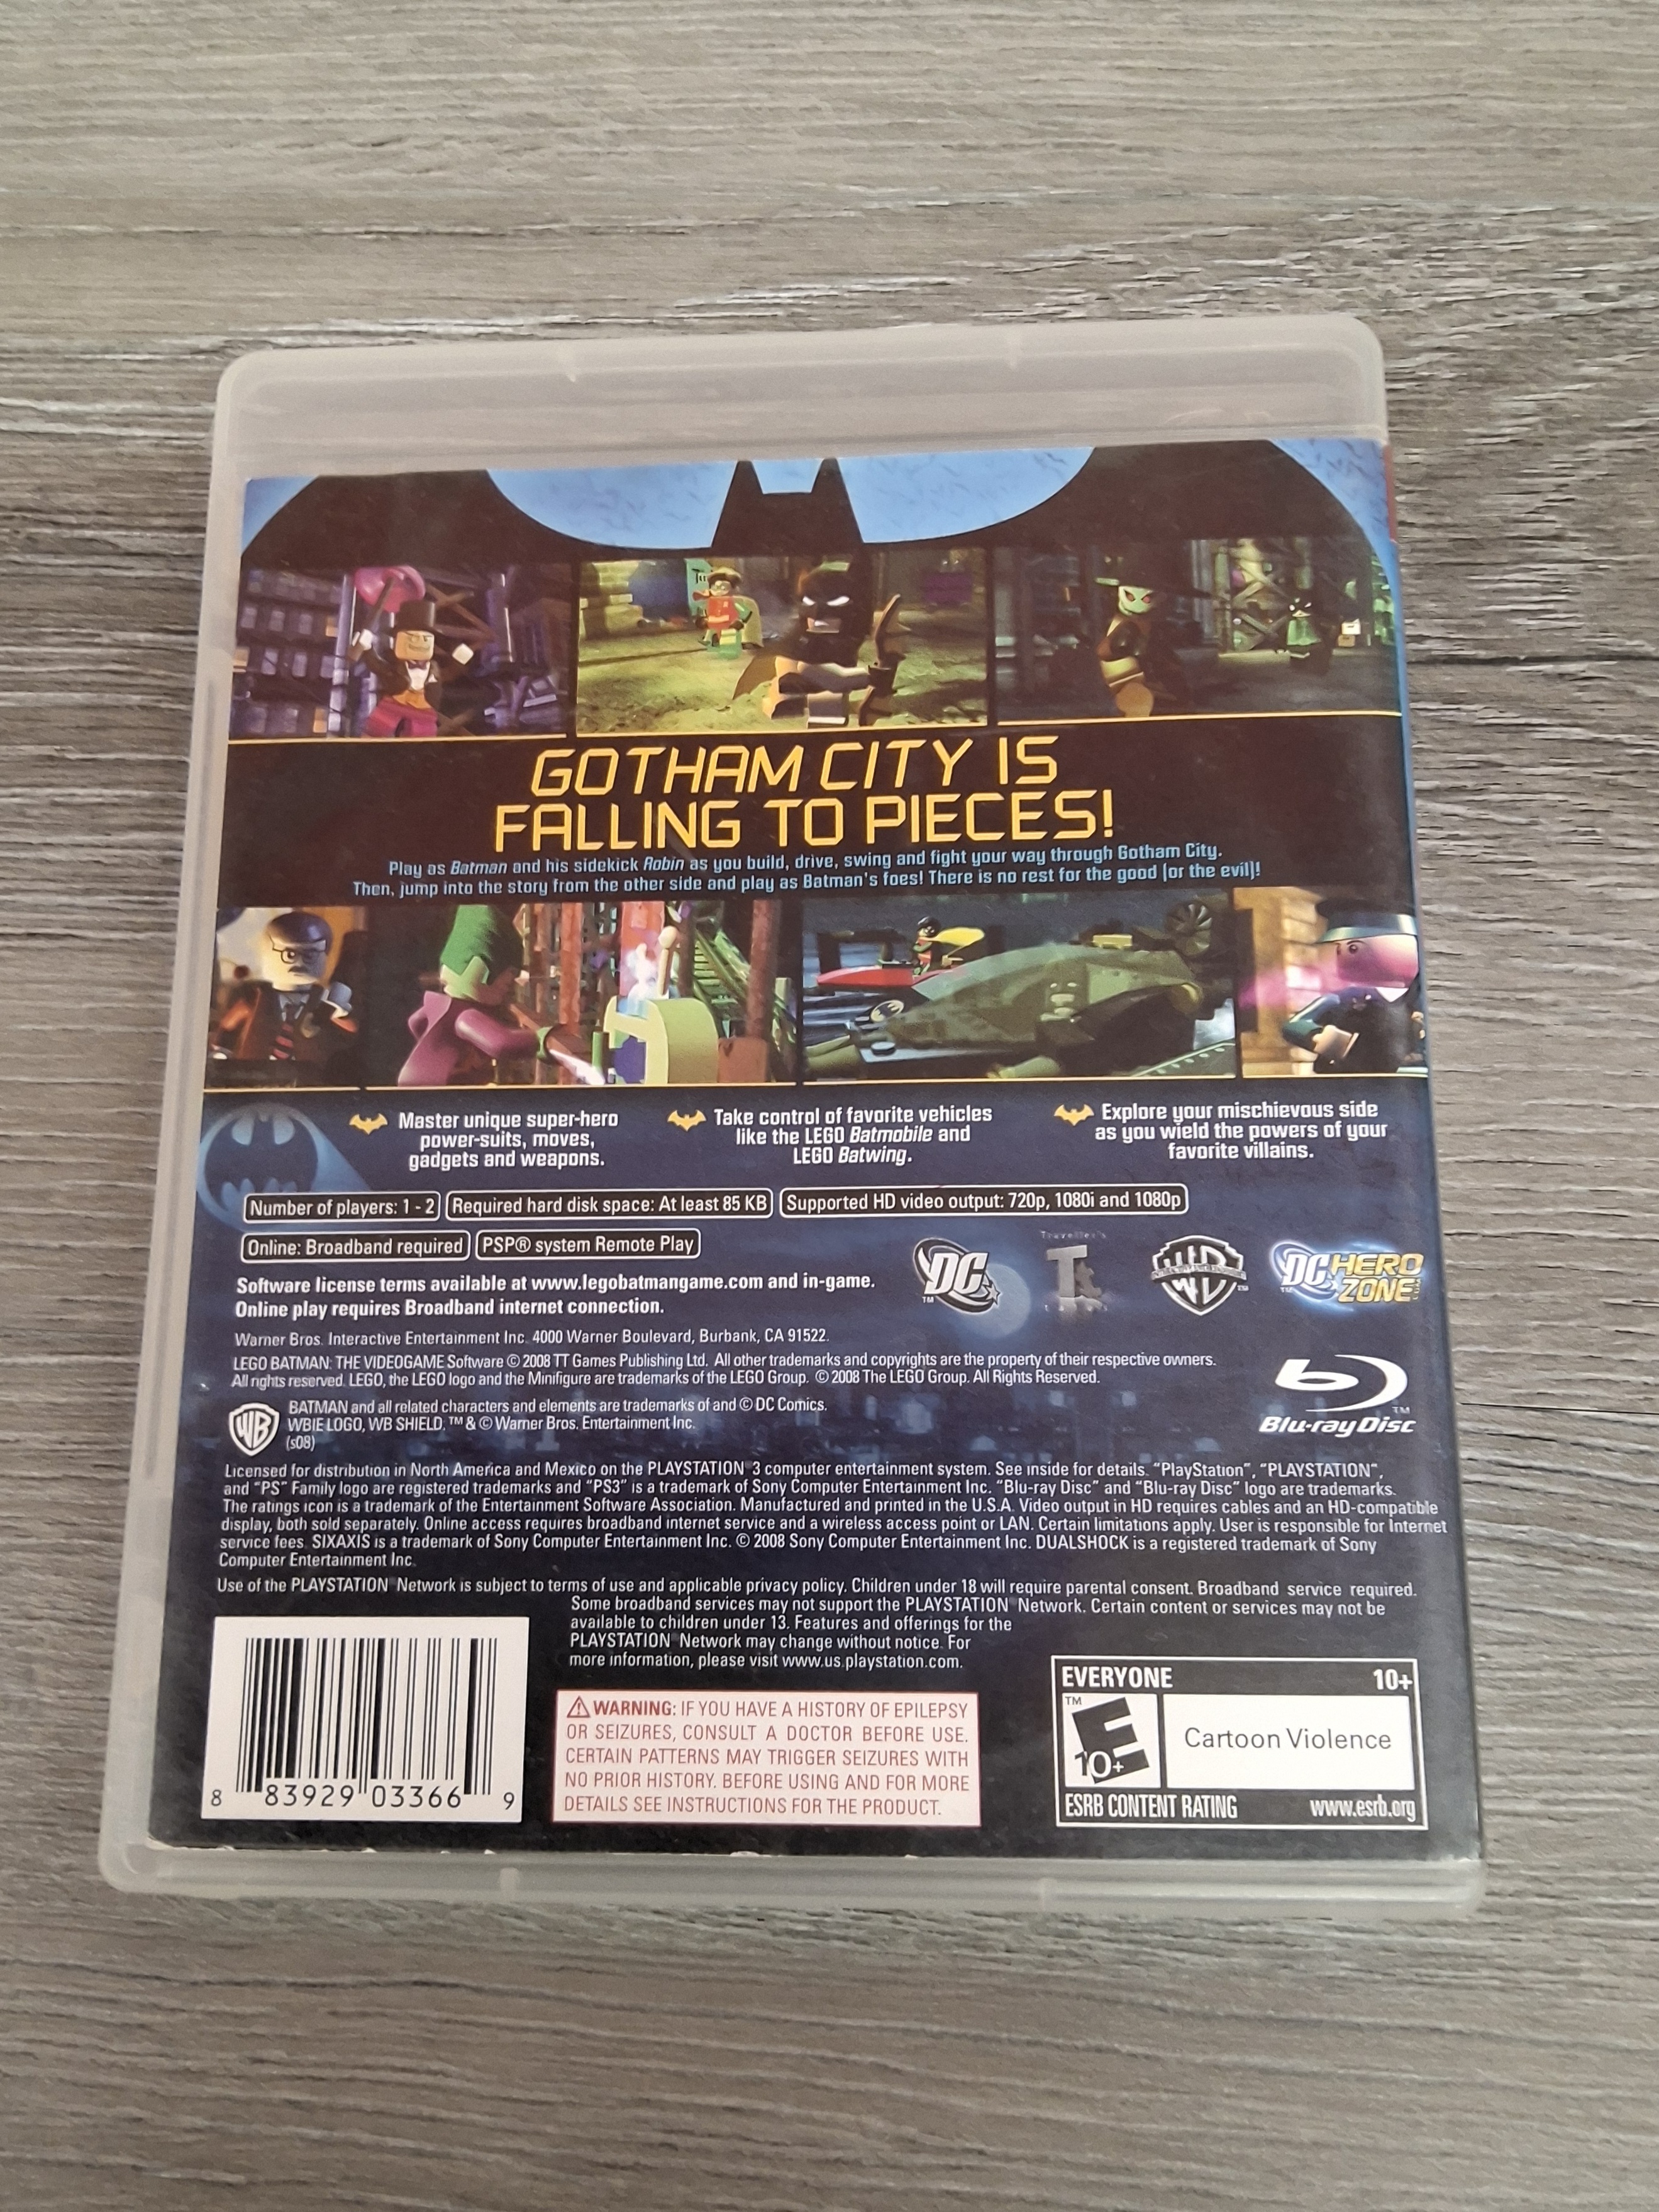 GOTHAM CITY IS
FALLING TO PIECES!
Play as Batman and his sidekick Robin as you build, drive, swing and fight your way through Gotham City.
Then, jump into the story from the other side and play as Batman's foes! There is no rest for the good (or the evil)!
Master unique super-hero
power-suits, moves,
gadgets and weapons.
Take control of favorite vehicles
like the LEGO Batmobile and
LEGO Batwing.
Explore your mischievous side
as you wield the powers of your
favorite villains.
Number of players: 1 - 2
Required hard disk space: At least 85 KB
Supported HD video output: 720p, 1080i and 1080p
Online: Broadband required
PSP® system Remote Play
DC™
Traveller's
Tt
WB
DC HERO
ZONE
Software license terms available at www.legobatmangame.com and in-game.
Online play requires Broadband internet connection.
Warner Bros. Interactive Entertainment Inc. 4000 Warner Boulevard, Burbank, CA 91522.
LEGO BATMAN: THE VIDEOGAME Software © 2008 TT Games Publishing Ltd. All other trademarks and copyrights are the property of their respective owners.
All rights reserved. LEGO, the LEGO logo and the Minifigure are trademarks of the LEGO Group. © 2008 The LEGO Group. All Rights Reserved.
WB
BATMAN and all related characters and elements are trademarks of and © DC Comics.
WBIE LOGO, WB SHIELD. ™ & © Warner Bros. Entertainment Inc.
(s08)
Blu-ray Disc™
Licensed for distribution in North America and Mexico on the PLAYSTATION 3 computer entertainment system. See inside for details. "PlayStation", "PLAYSTATION",
and "PS" Family logo are registered trademarks and "PS3" is a trademark of Sony Computer Entertainment Inc. "Blu-ray Disc" and "Blu-ray Disc" logo are trademarks.
The ratings icon is a trademark of the Entertainment Software Association. Manufactured and printed in the U.S.A. Video output in HD requires cables and an HD-compatible
display, both sold separately. Online access requires broadband internet service and a wireless access point or LAN. Certain limitations apply. User is responsible for Internet
service fees. SIXAXIS is a trademark of Sony Computer Entertainment Inc. © 2008 Sony Computer Entertainment Inc. DUALSHOCK is a registered trademark of Sony
Computer Entertainment Inc.
Use of the PLAYSTATION Network is subject to terms of use and applicable privacy policy. Children under 18 will require parental consent. Broadband service required.
Some broadband services may not support the PLAYSTATION Network. Certain content or services may not be
available to children under 13. Features and offerings for the
PLAYSTATION Network may change without notice. For
more information, please visit www.us.playstation.com.
8 83929 03366 9
WARNING: IF YOU HAVE A HISTORY OF EPILEPSY
OR SEIZURES, CONSULT A DOCTOR BEFORE USE.
CERTAIN PATTERNS MAY TRIGGER SEIZURES WITH
NO PRIOR HISTORY. BEFORE USING AND FOR MORE
DETAILS SEE INSTRUCTIONS FOR THE PRODUCT.
EVERYONE 10+
™
E
10+
Cartoon Violence
ESRB CONTENT RATING www.esrb.org